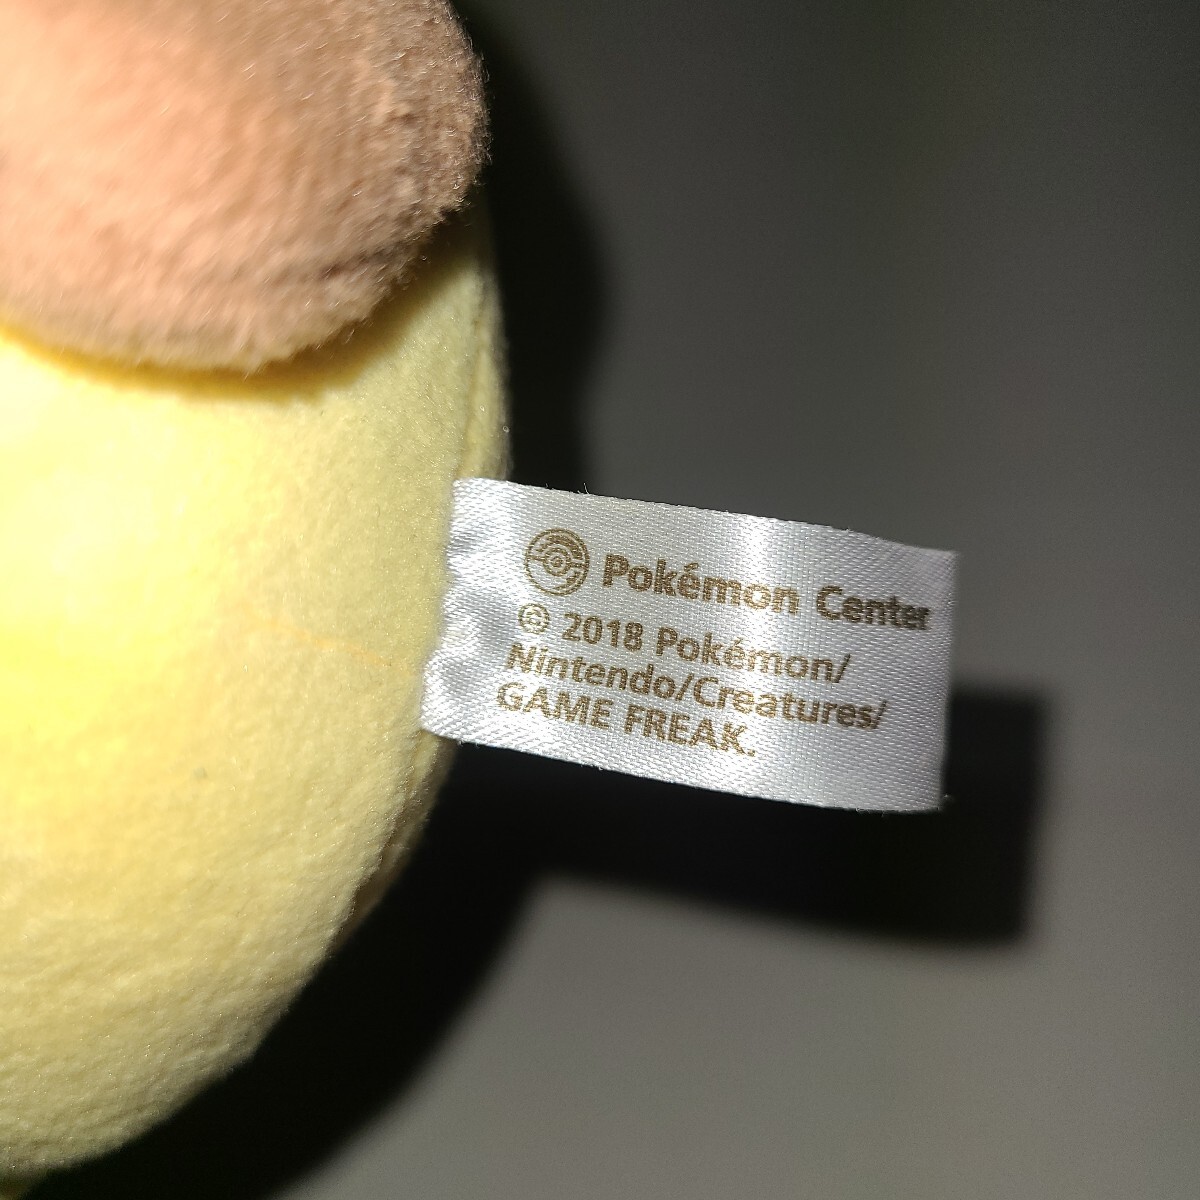 Pokémon Center
© 2018 Pokémon/
Nintendo/Creatures/
GAME FREAK.